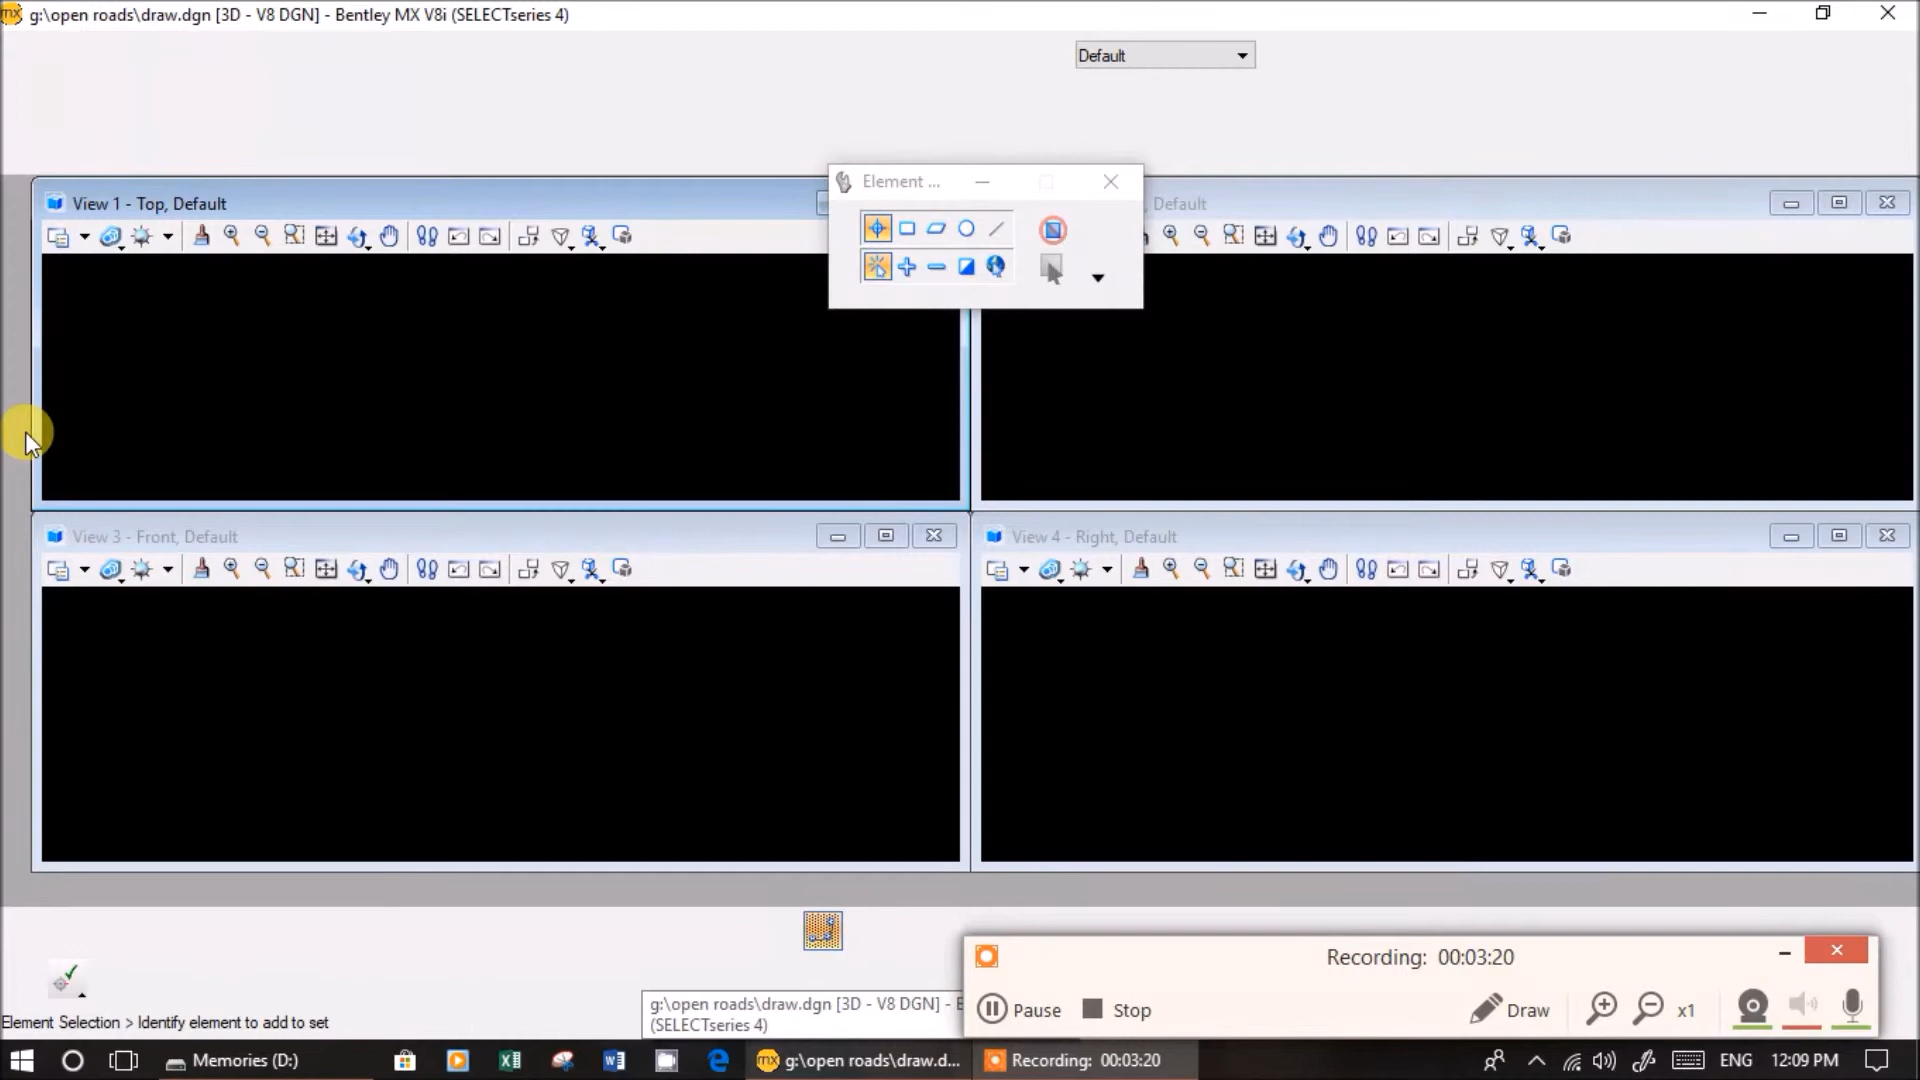 mx g:\open roads\draw.dgn [3D - V8 DGN] - Bentley MX V8i (SELECTseries 4)
Default
View 1 - Top, Default
Element ...
, Default
View 3 - Front, Default
View 4 - Right, Default
Recording: 00:03:20
g:\open roads\draw.dgn [3D - V8 DGN] - B
(SELECTseries 4)
Pause
Stop
Draw
x1
Element Selection > Identify element to add to set
Memories (D:)
mx g:\open roads\draw.d...
Recording: 00:03:20
ENG
12:09 PM